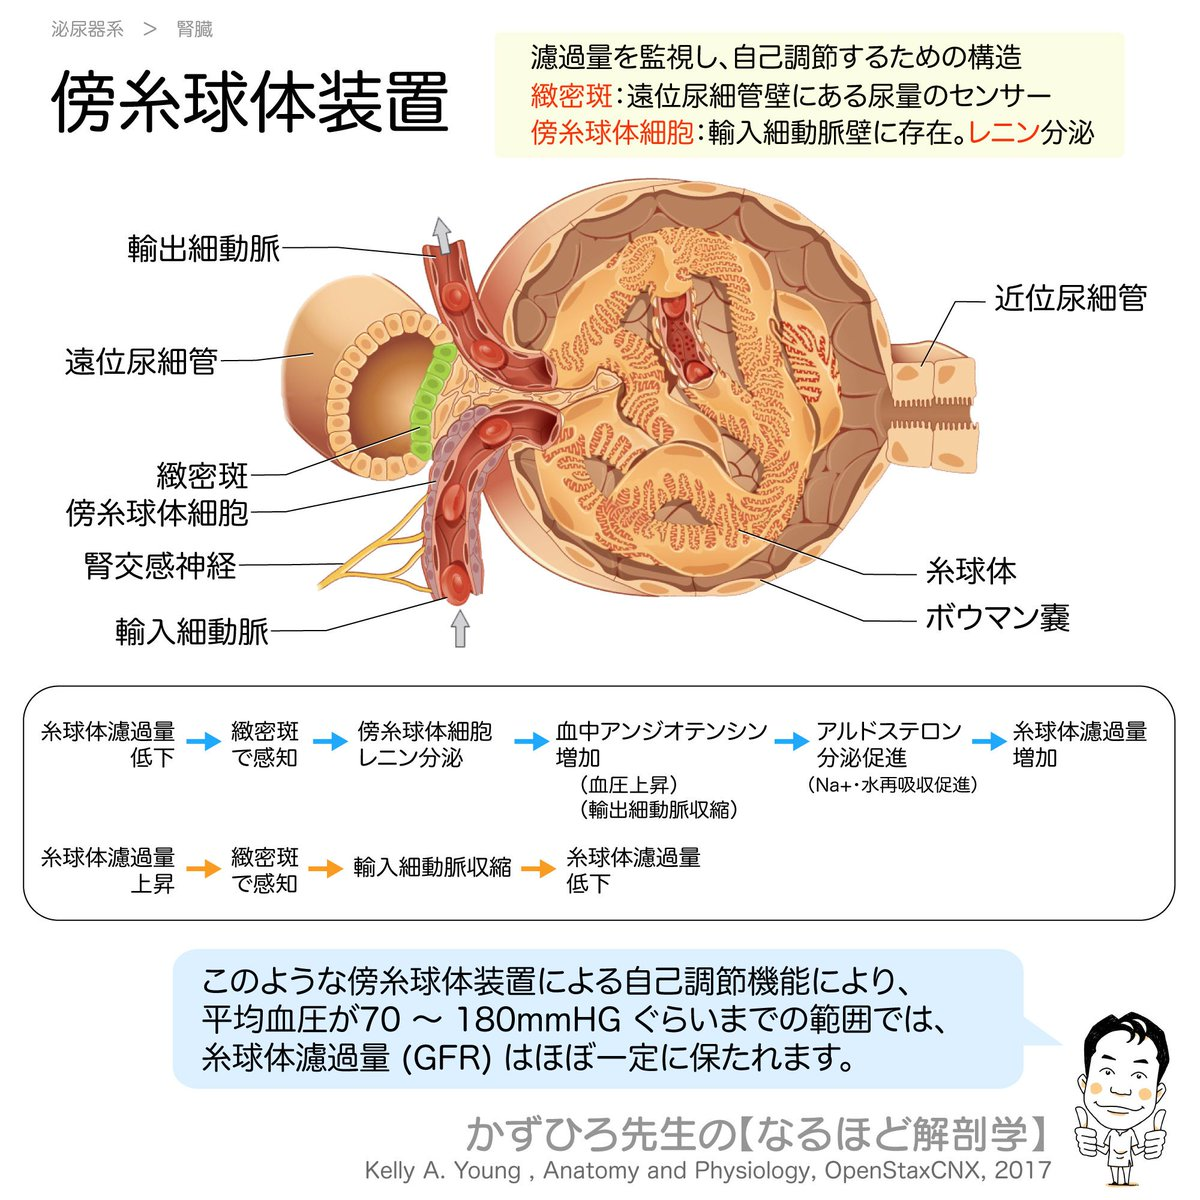 泌尿器系 > 腎臓
傍糸球体装置
濾過量を監視し、自己調節するための構造
緻密斑：遠位尿細管壁にある尿量のセンサー
傍糸球体細胞：輸入細動脈壁に存在。レニン分泌
輸出細動脈
近位尿細管
遠位尿細管
緻密斑
傍糸球体細胞
腎交感神経
輸入細動脈
糸球体
ボウマン嚢
糸球体濾過量
低下
緻密斑
で感知
傍糸球体細胞
レニン分泌
血中アンジオテンシン
増加
（血圧上昇）
（輸出細動脈収縮）
アルドステロン
分泌促進
（Na+・水再吸収促進）
糸球体濾過量
増加
糸球体濾過量
上昇
緻密斑
で感知
輸入細動脈収縮
糸球体濾過量
低下
このような傍糸球体装置による自己調節機能により、
平均血圧が70 〜 180mmHG ぐらいまでの範囲では、
糸球体濾過量 (GFR) はほぼ一定に保たれます。
かずひろ先生の【なるほど解剖学】
Kelly A. Young , Anatomy and Physiology, OpenStaxCNX, 2017